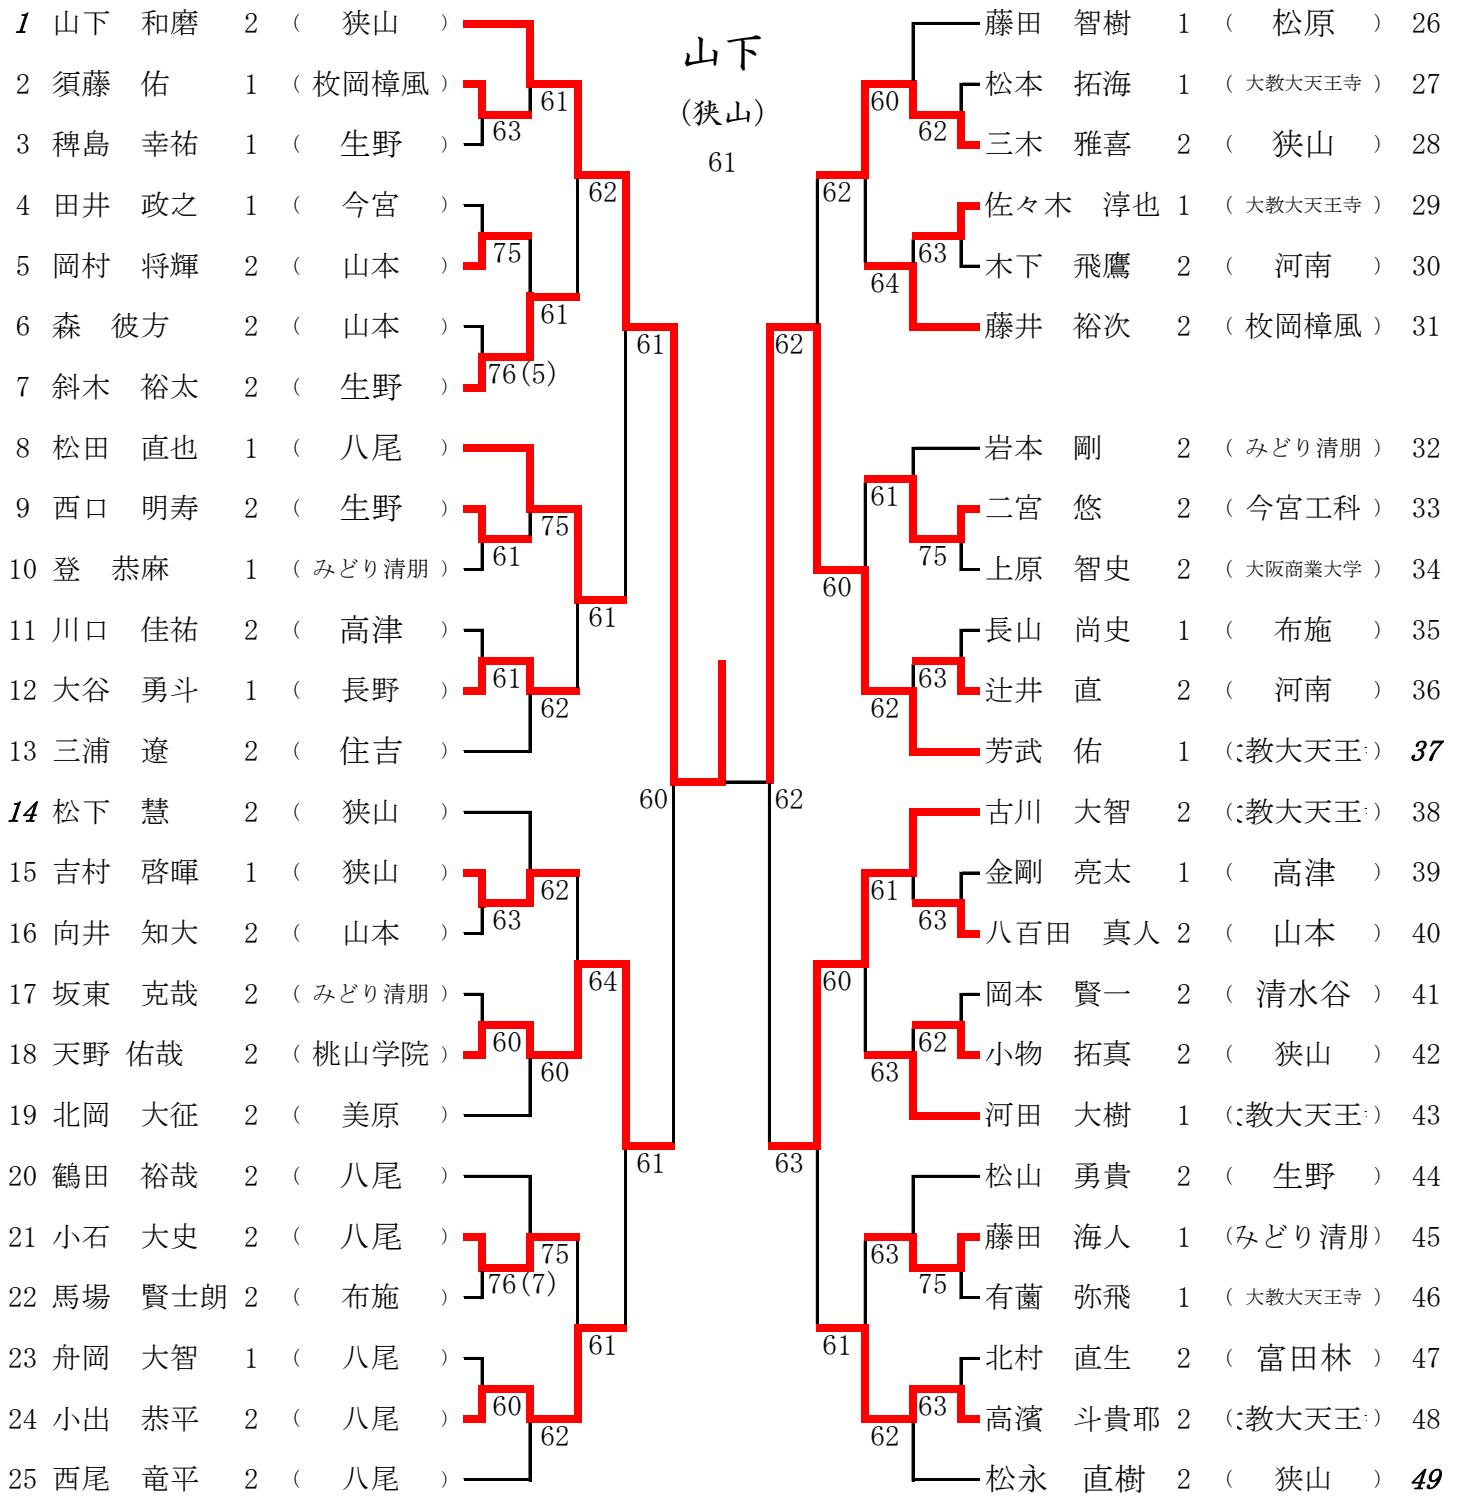 山下
(狭山)
61
1 山下 和磨 2 ( 狭山 )
2 須藤 佑 1 ( 枚岡樟風 )
3 稗島 幸祐 1 ( 生野 )
4 田井 政之 1 ( 今宮 )
5 岡村 将輝 2 ( 山本 )
6 森 彼方 2 ( 山本 )
7 斜木 裕太 2 ( 生野 )
8 松田 直也 1 ( 八尾 )
9 西口 明寿 2 ( 生野 )
10 登 恭麻 1 ( みどり清朋 )
11 川口 佳祐 2 ( 高津 )
12 大谷 勇斗 1 ( 長野 )
13 三浦 遼 2 ( 住吉 )
14 松下 慧 2 ( 狭山 )
15 吉村 啓暉 1 ( 狭山 )
16 向井 知大 2 ( 山本 )
17 坂東 克哉 2 ( みどり清朋 )
18 天野 佑哉 2 ( 桃山学院 )
19 北岡 大征 2 ( 美原 )
20 鶴田 裕哉 2 ( 八尾 )
21 小石 大史 2 ( 八尾 )
22 馬場 賢士朗 2 ( 布施 )
23 舟岡 大智 1 ( 八尾 )
24 小出 恭平 2 ( 八尾 )
25 西尾 竜平 2 ( 八尾 )
63
75
76(5)
61
61
63
60
76(7)
60
61
61
75
62
62
60
75
62
62
61
64
61
61
61
60
62
62
63
62
60
60
61
60
64
61
62
61
63
63
62
62
63
75
63
63
62
75
63
藤田 智樹 1 ( 松原 ) 26
松本 拓海 1 ( 大教大天王寺 ) 27
三木 雅喜 2 ( 狭山 ) 28
佐々木 淳也 1 ( 大教大天王寺 ) 29
木下 飛鷹 2 ( 河南 ) 30
藤井 裕次 2 ( 枚岡樟風 ) 31
岩本 剛 2 ( みどり清朋 ) 32
二宮 悠 2 ( 今宮工科 ) 33
上原 智史 2 ( 大阪商業大学 ) 34
長山 尚史 1 ( 布施 ) 35
辻井 直 2 ( 河南 ) 36
芳武 佑 1 (教大天王) 37
古川 大智 2 (教大天王) 38
金剛 亮太 1 ( 高津 ) 39
八百田 真人 2 ( 山本 ) 40
岡本 賢一 2 ( 清水谷 ) 41
小物 拓真 2 ( 狭山 ) 42
河田 大樹 1 (教大天王) 43
松山 勇貴 2 ( 生野 ) 44
藤田 海人 1 (みどり清朋) 45
有薗 弥飛 1 ( 大教大天王寺 ) 46
北村 直生 2 ( 富田林 ) 47
高濱 斗貴耶 2 (教大天王) 48
松永 直樹 2 ( 狭山 ) 49